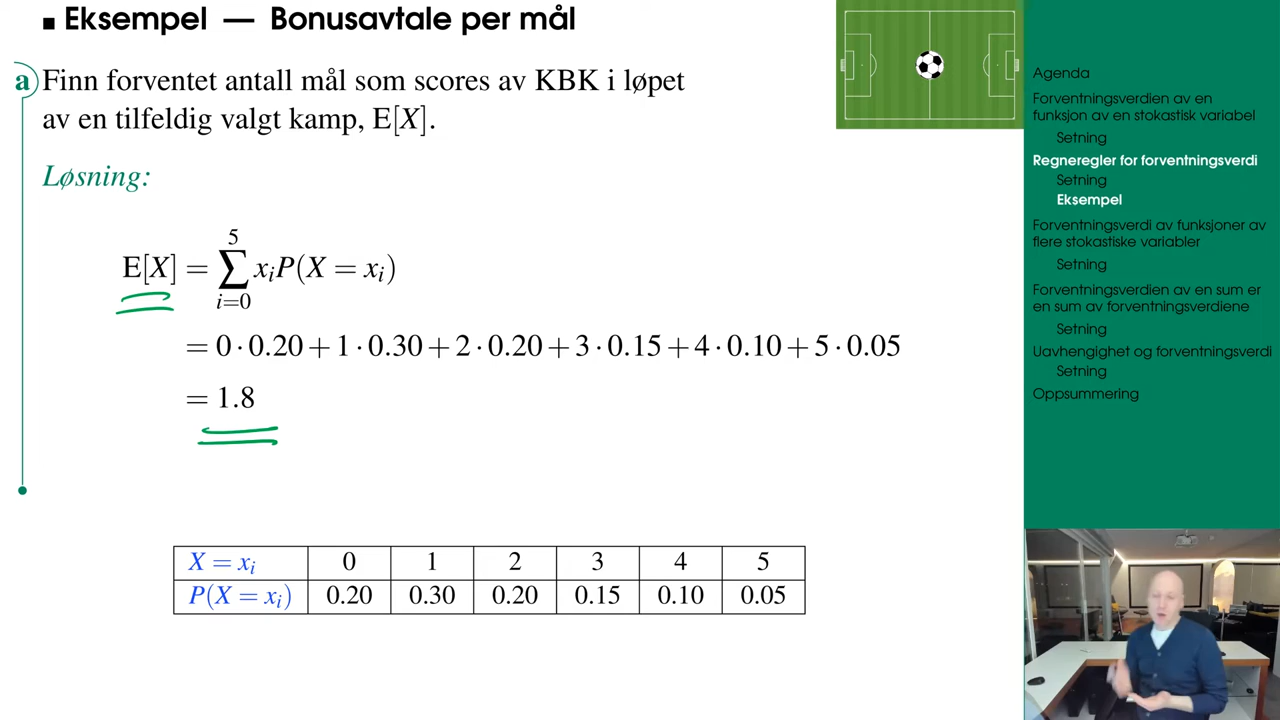 Eksempel — Bonusavtale per mål
a Finn forventet antall mål som scores av KBK i løpet
av en tilfeldig valgt kamp, E[X].
Løsning:
E[X] = ∑_{i=0}^{5} x_i P(X = x_i)
= 0·0.20+1·0.30+2·0.20+3·0.15+4·0.10+5·0.05
= 1.8
X = x_i 0 1 2 3 4 5
P(X = x_i) 0.20 0.30 0.20 0.15 0.10 0.05
Agenda
Forventningsverdien av en
funksjon av en stokastisk variabel
Setning
Regneregler for forventningsverdi
Setning
Eksempel
Forventningsverdi av funksjoner av
flere stokastiske variabler
Setning
Forventningsverdien av en sum er
en sum av forventningsverdiene
Setning
Uavhengighet og forventningsverdi
Setning
Oppsummering